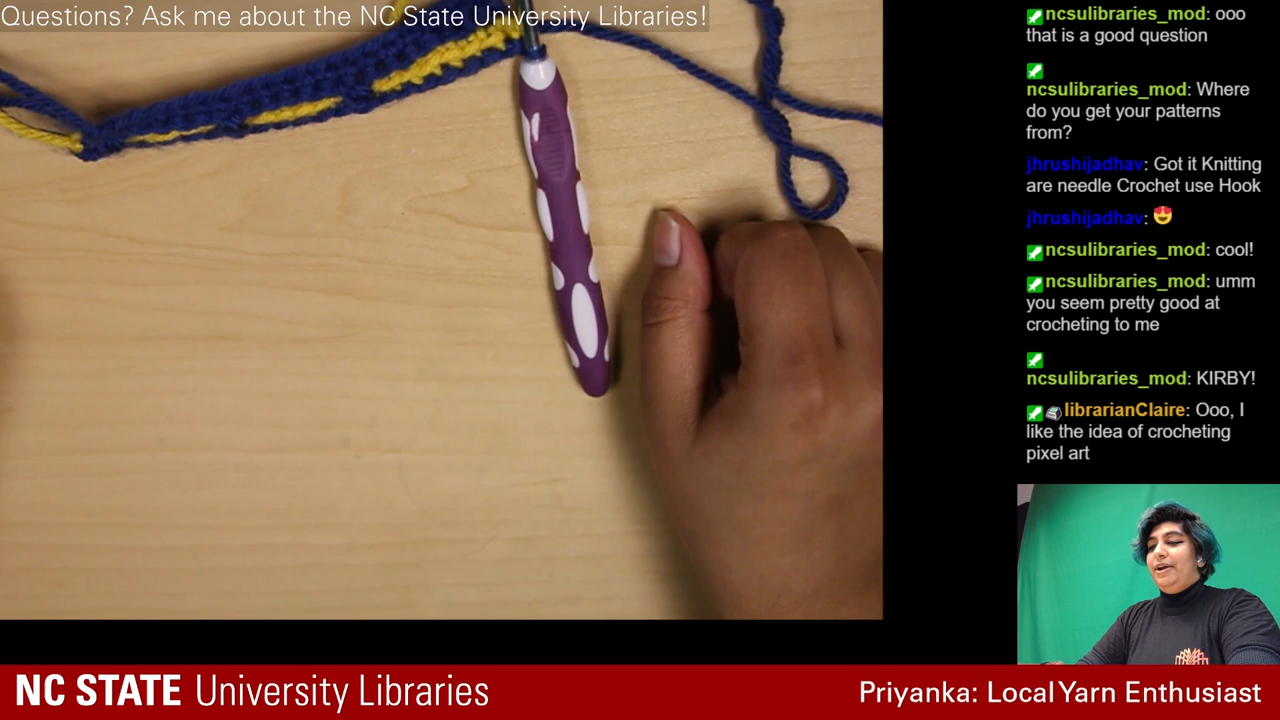 Questions? Ask me about the NC State University Libraries!
ncsulibraries_mod: ooo
that is a good question
ncsulibraries_mod: Where
do you get your patterns
from?
jhrushijadhav: Got it Knitting
are needle Crochet use Hook
jhrushijadhav: 😍
ncsulibraries_mod: cool!
ncsulibraries_mod: umm
you seem pretty good at
crocheting to me
ncsulibraries_mod: KIRBY!
librarianClaire: Ooo, I
like the idea of crocheting
pixel art
NC STATE University Libraries
Priyanka: Local Yarn Enthusiast